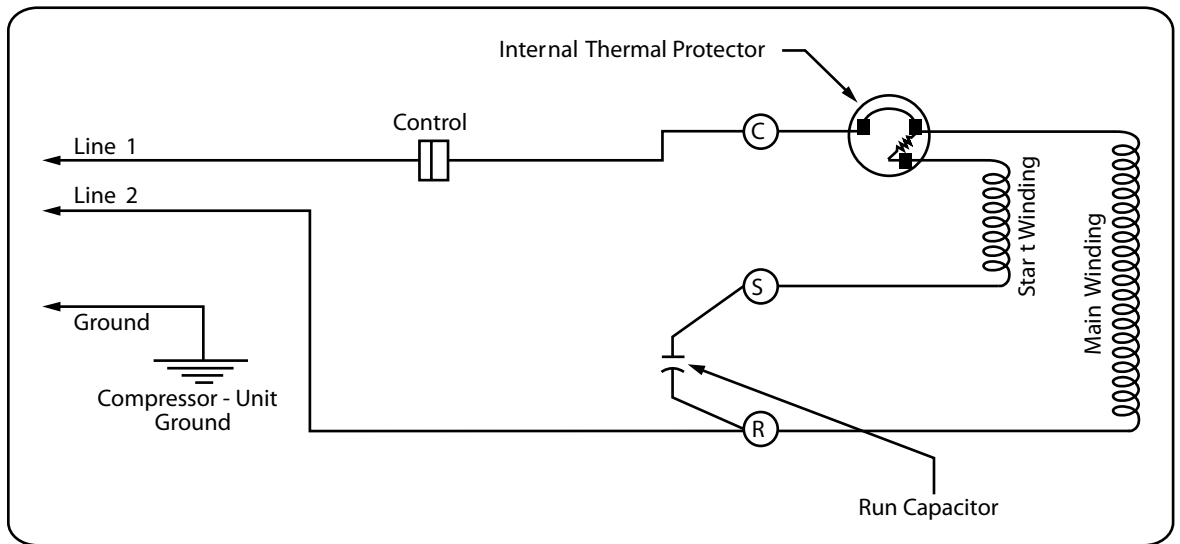 Internal Thermal Protector
Control
C
Line 1
Line 2
Start Winding
Main Winding
S
Ground
Compressor - Unit
Ground
R
Run Capacitor